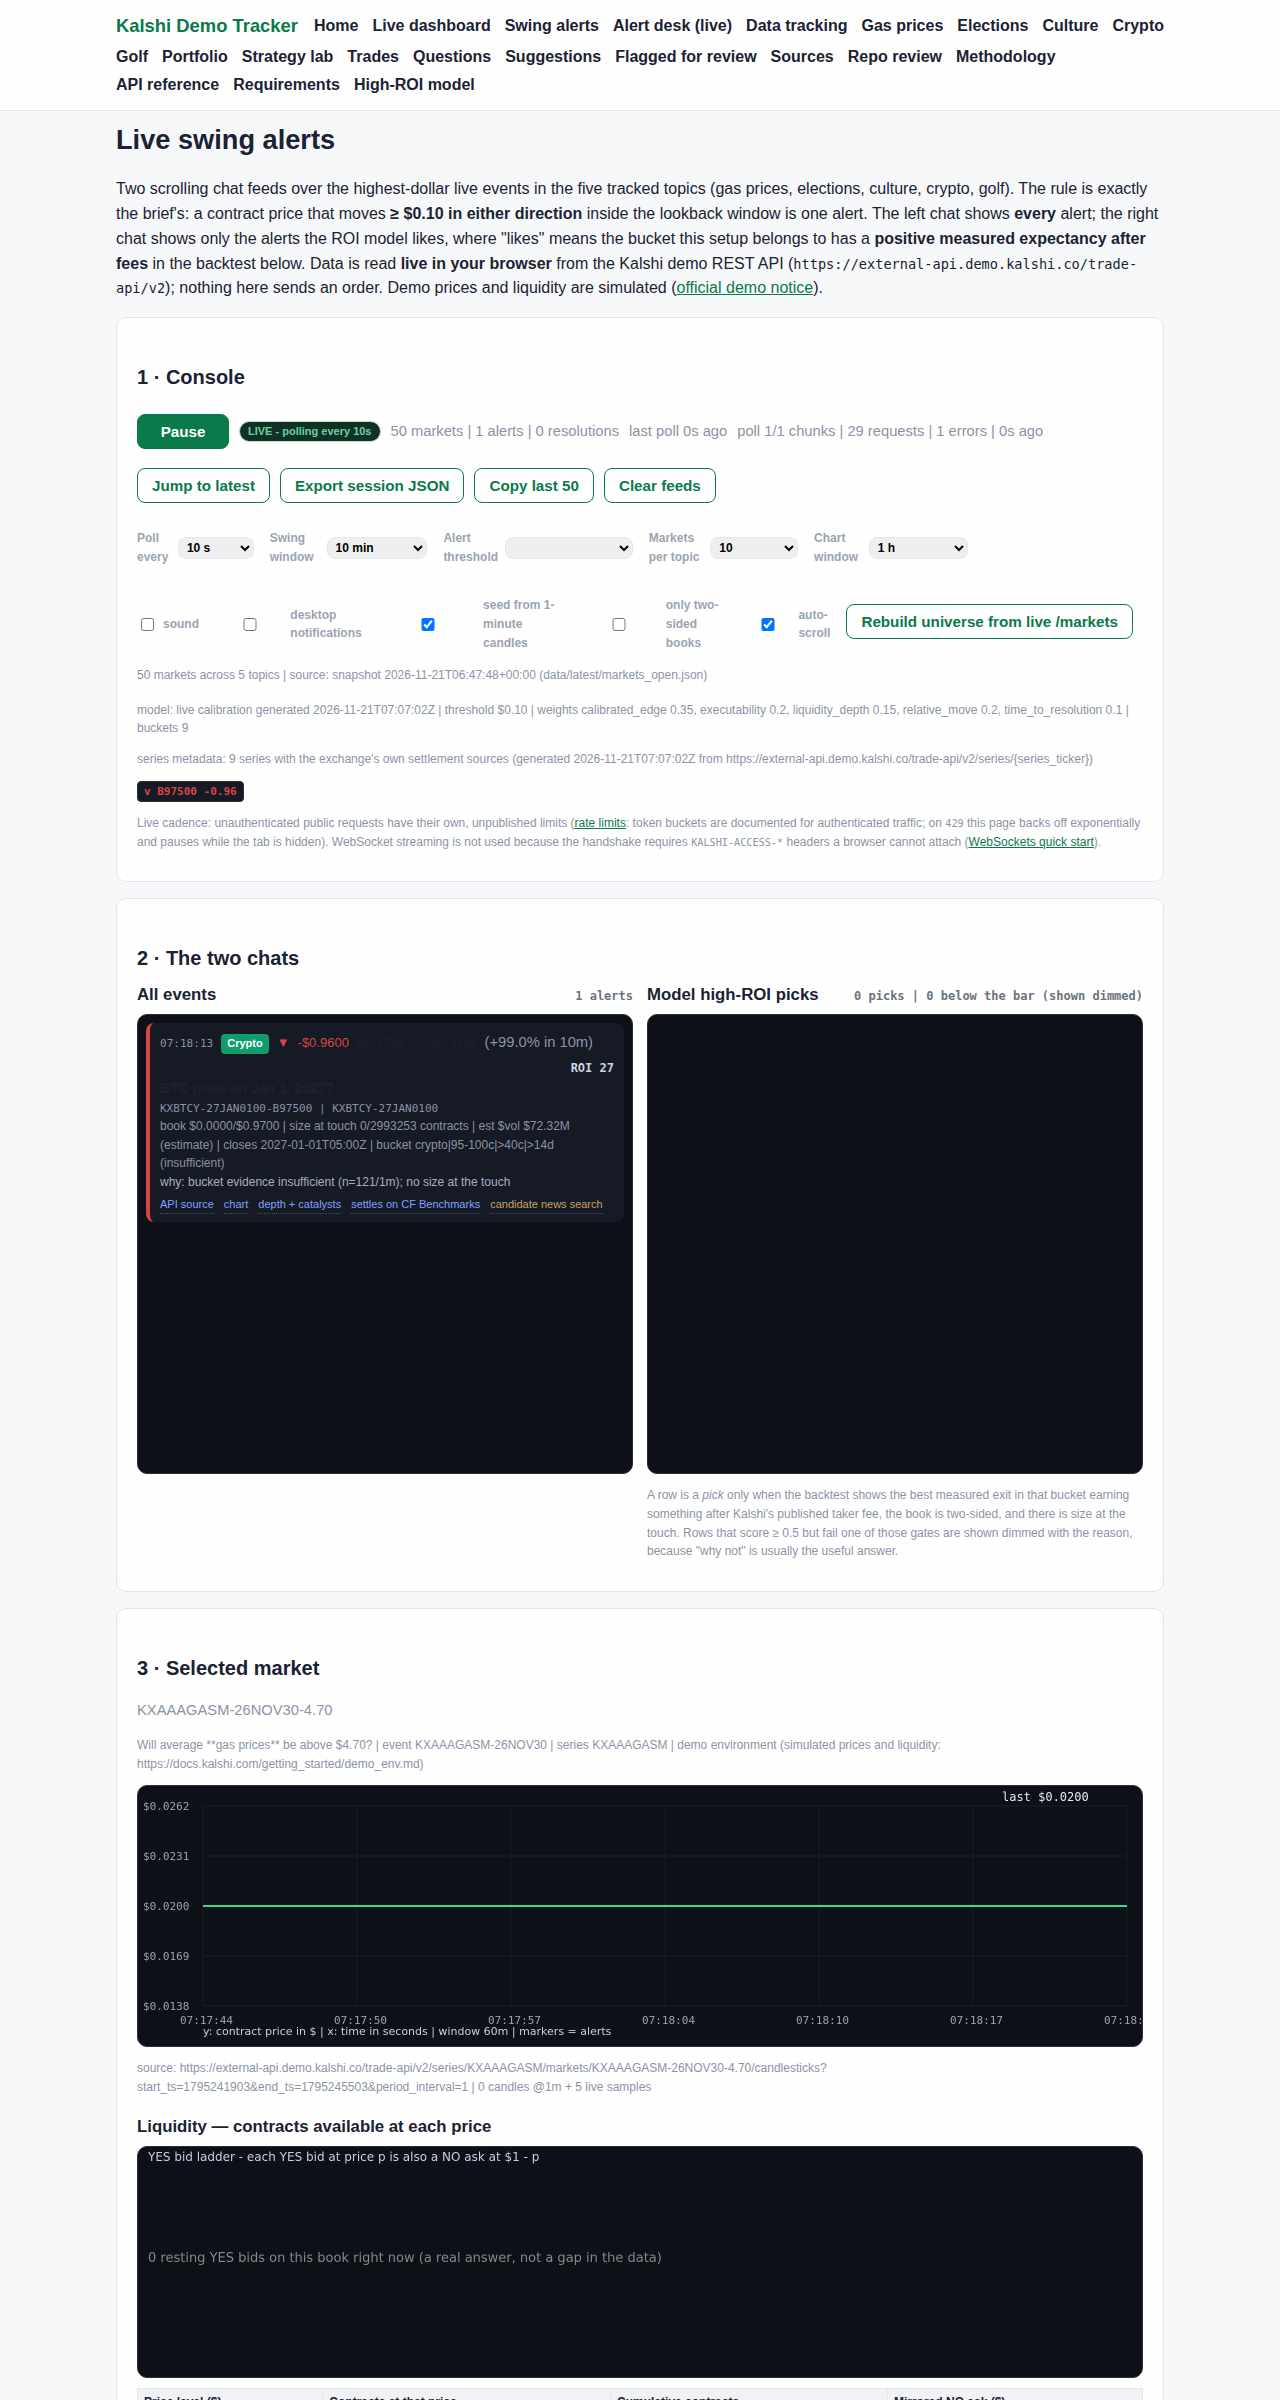 Kalshi Demo Tracker Home Live dashboard Swing alerts Alert desk (live) Data tracking Gas prices Elections Culture Crypto
Golf Portfolio Strategy lab Trades Questions Suggestions Flagged for review Sources Repo review Methodology
API reference Requirements High-ROI model
Live swing alerts
Two scrolling chat feeds over the highest-dollar live events in the five tracked topics (gas prices, elections, culture, crypto, golf). The rule is exactly
the brief's: a contract price that moves ≥ $0.10 in either direction inside the lookback window is one alert. The left chat shows every alert; the right
chat shows only the alerts the ROI model likes, where "likes" means the bucket this setup belongs to has a positive measured expectancy after
fees in the backtest below. Data is read live in your browser from the Kalshi demo REST API (https://external-api.demo.kalshi.co/trade-
api/v2); nothing here sends an order. Demo prices and liquidity are simulated (official demo notice).
1 · Console
Pause LIVE - polling every 10s 50 markets | 1 alerts | 0 resolutions last poll 0s ago poll 1/1 chunks | 29 requests | 1 errors | 0s ago
Jump to latest Export session JSON Copy last 50 Clear feeds
Poll every 10 s Swing window 10 min Alert threshold Markets per topic 10 Chart window 1 h
sound desktop notifications seed from 1-minute candles only two-sided books auto-scroll Rebuild universe from live /markets
50 markets across 5 topics | source: snapshot 2026-11-21T06:47:48+00:00 (data/latest/markets_open.json)
model: live calibration generated 2026-11-21T07:07:02Z | threshold $0.10 | weights calibrated_edge 0.35, executability 0.2, liquidity_depth 0.15, relative_move 0.2, time_to_resolution 0.1 |
buckets 9
series metadata: 9 series with the exchange's own settlement sources (generated 2026-11-21T07:07:02Z from https://external-api.demo.kalshi.co/trade-api/v2/series/{series_ticker})
v B97500 -0.96
Live cadence: unauthenticated public requests have their own, unpublished limits (rate limits: token buckets are documented for authenticated traffic; on 429 this page backs off exponentially
and pauses while the tab is hidden). WebSocket streaming is not used because the handshake requires KALSHI-ACCESS-* headers a browser cannot attach (WebSockets quick start).
2 · The two chats
All events 1 alerts
Model high-ROI picks 0 picks | 0 below the bar (shown dimmed)
07:18:13 Crypto ▼ -$0.9600 (+99.0% in 10m)
ROI 27
KXBTCY-27JAN0100-B97500 | KXBTCY-27JAN0100
book $0.0000/$0.9700 | size at touch 0/2993253 contracts | est $vol $72.32M
(estimate) | closes 2027-01-01T05:00Z | bucket crypto|95-100c|>40c|>14d
(insufficient)
why: bucket evidence insufficient (n=121/1m); no size at the touch
API source chart depth + catalysts settles on CF Benchmarks candidate news search
A row is a pick only when the backtest shows the best measured exit in that bucket earning
something after Kalshi's published taker fee, the book is two-sided, and there is size at the
touch. Rows that score ≥ 0.5 but fail one of those gates are shown dimmed with the reason,
because "why not" is usually the useful answer.
3 · Selected market
KXAAAGASM-26NOV30-4.70
Will average **gas prices** be above $4.70? | event KXAAAGASM-26NOV30 | series KXAAAGASM | demo environment (simulated prices and liquidity:
https://docs.kalshi.com/getting_started/demo_env.md)
last $0.0200
$0.0262
$0.0231
$0.0200
$0.0169
$0.0138
07:17:44 07:17:50 07:17:57 07:18:04 07:18:10 07:18:17 07:18:
y: contract price in $ | x: time in seconds | window 60m | markers = alerts
source: https://external-api.demo.kalshi.co/trade-api/v2/series/KXAAAGASM/markets/KXAAAGASM-26NOV30-4.70/candlesticks?
start_ts=1795241903&end_ts=1795245503&period_interval=1 | 0 candles @1m + 5 live samples
Liquidity — contracts available at each price
YES bid ladder - each YES bid at price p is also a NO ask at $1 - p
0 resting YES bids on this book right now (a real answer, not a gap in the data)